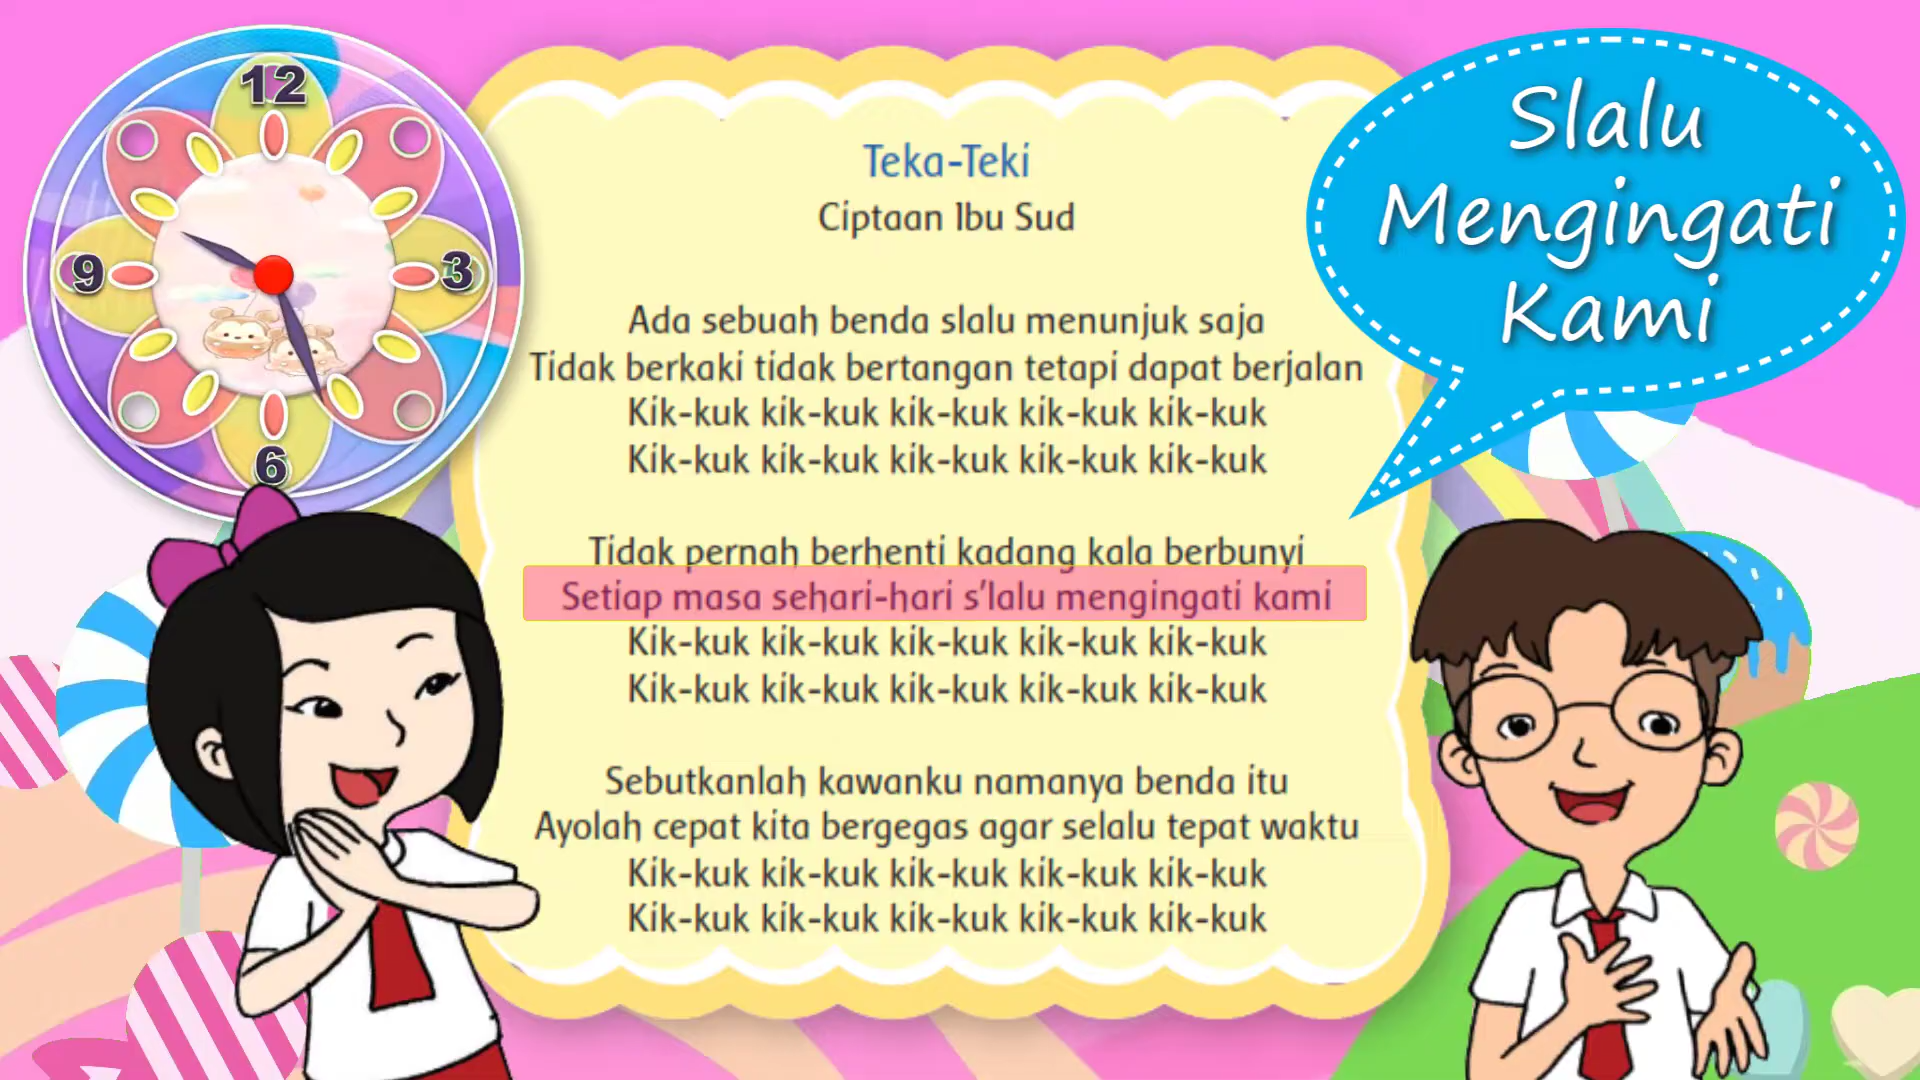 12
9
3
6
Teka-Teki
Ciptaan Ibu Sud
Ada sebuah benda slalu menunjuk saja
Tidak berkaki tidak bertangan tetapi dapat berjalan
Kik-kuk kik-kuk kik-kuk kik-kuk kik-kuk
Kik-kuk kik-kuk kik-kuk kik-kuk kik-kuk
Tidak pernah berhenti kadang kala berbunyi
Setiap masa sehari-hari s'lalu mengingati kami
Kik-kuk kik-kuk kik-kuk kik-kuk kik-kuk
Kik-kuk kik-kuk kik-kuk kik-kuk kik-kuk
Sebutkanlah kawanku namanya benda itu
Ayolah cepat kita bergegas agar selalu tepat waktu
Kik-kuk kik-kuk kik-kuk kik-kuk kik-kuk
Kik-kuk kik-kuk kik-kuk kik-kuk kik-kuk
Slalu
Mengingati
Kami